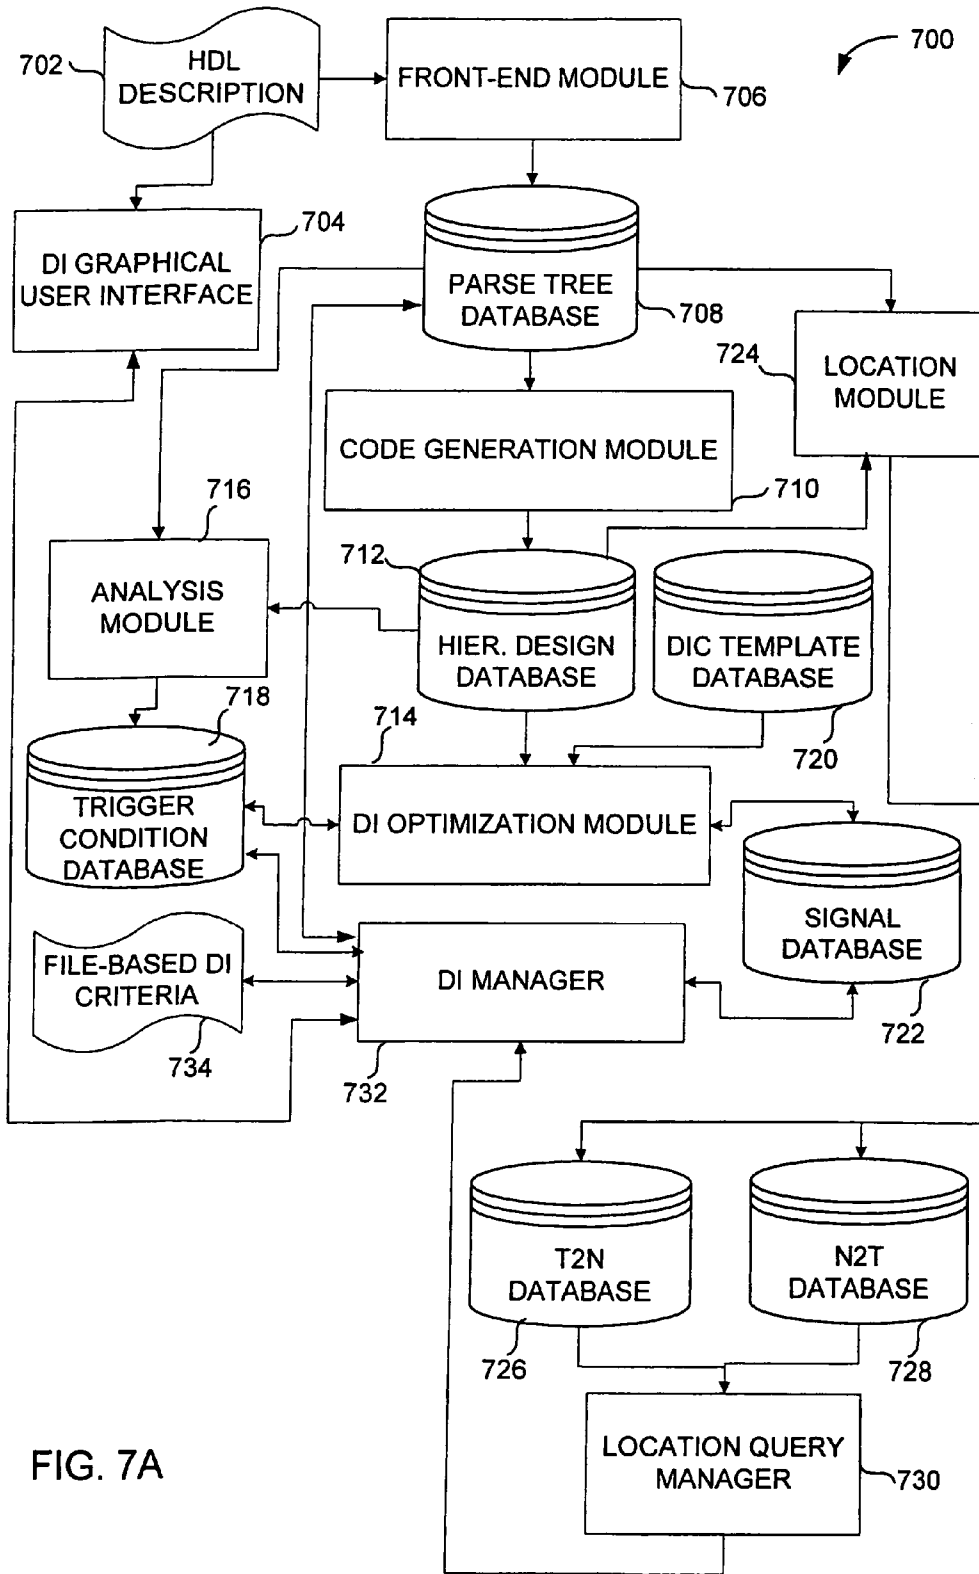 700
702
HDL
DESCRIPTION
FRONT-END MODULE
706
704
DI GRAPHICAL
USER INTERFACE
PARSE TREE
DATABASE
708
724
LOCATION
MODULE
CODE GENERATION MODULE
710
716
ANALYSIS
MODULE
712
HIER. DESIGN
DATABASE
DIC TEMPLATE
DATABASE
720
718
TRIGGER
CONDITION
DATABASE
714
DI OPTIMIZATION MODULE
SIGNAL
DATABASE
722
FILE-BASED DI
CRITERIA
734
DI MANAGER
732
T2N
DATABASE
726
N2T
DATABASE
728
LOCATION QUERY
MANAGER
730
FIG. 7A